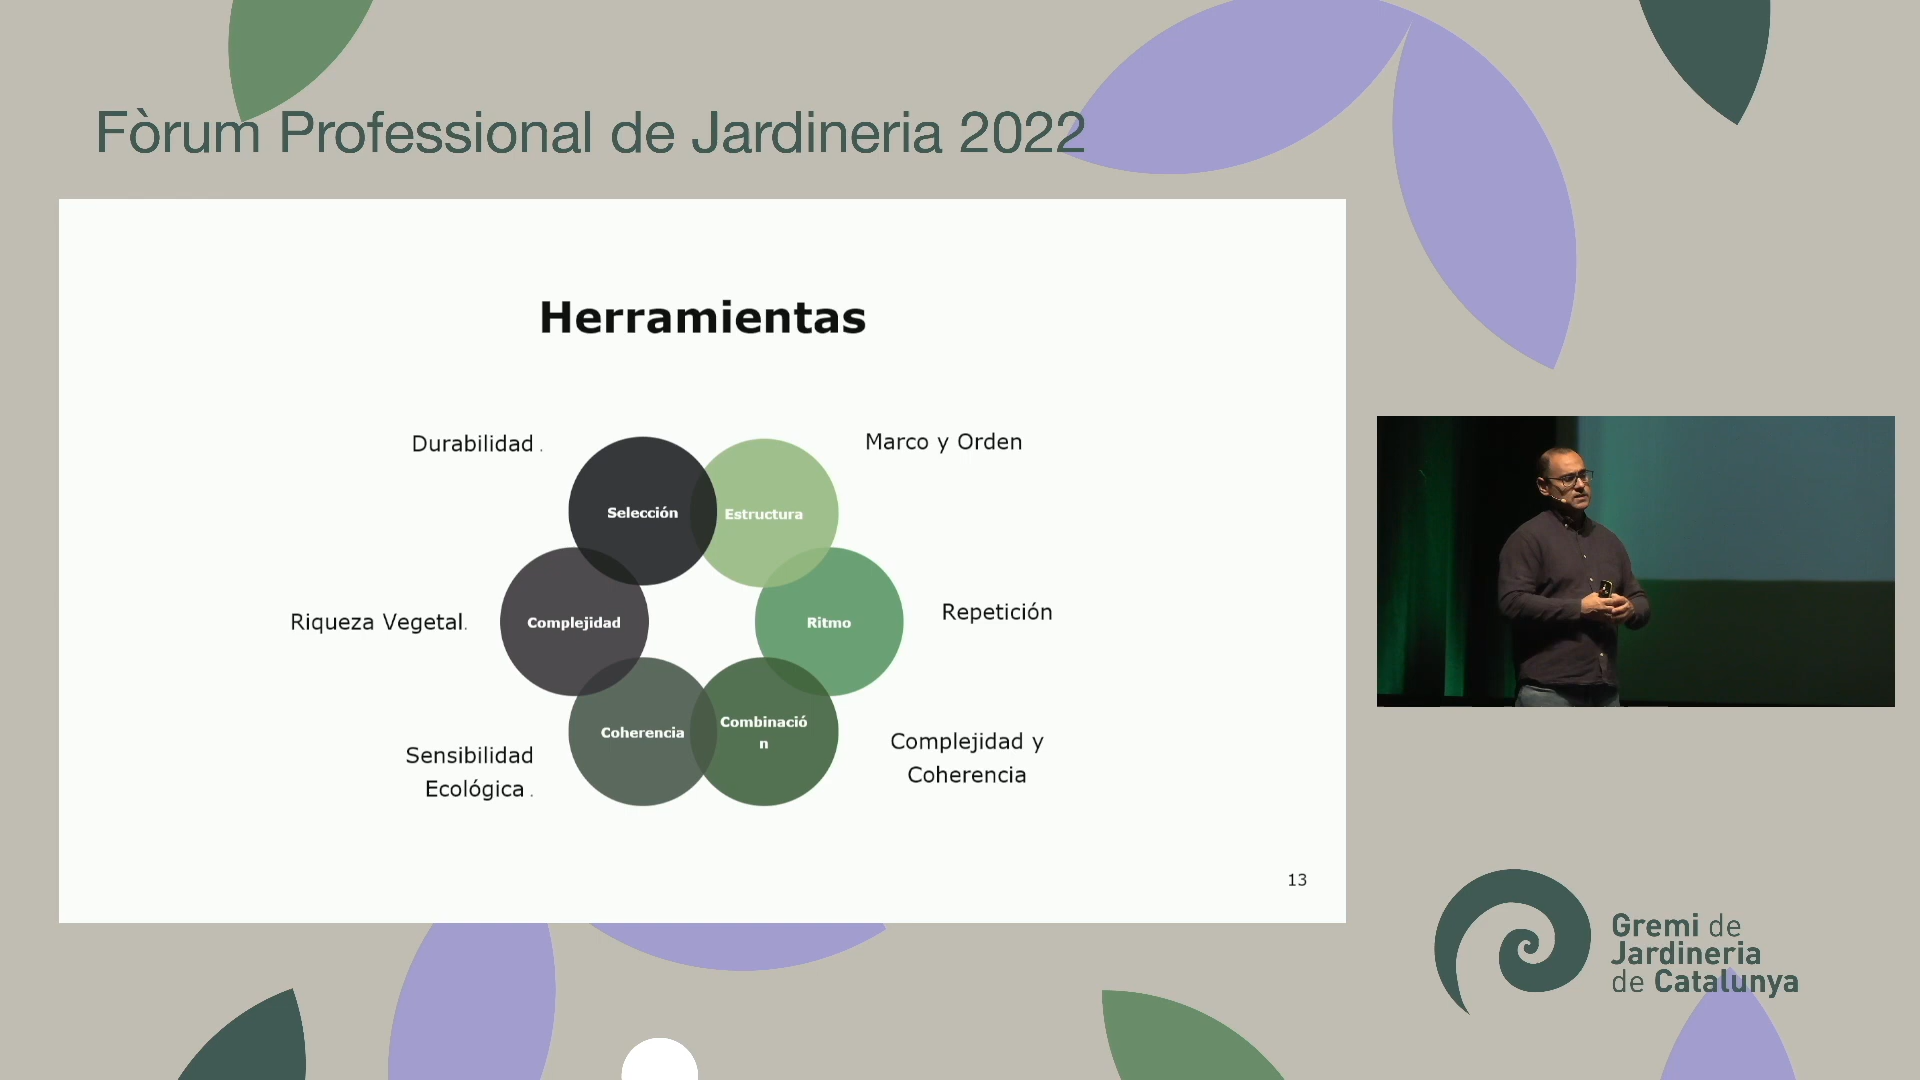 Fòrum Professional de Jardineria 2022
Herramientas
Durabilidad .
Marco y Orden
Selección
Estructura
Riqueza Vegetal.
Complejidad
Ritmo
Repetición
Coherencia
Combinació
n
Sensibilidad
Ecológica .
Complejidad y
Coherencia
13
Gremi de
Jardineria
de Catalunya